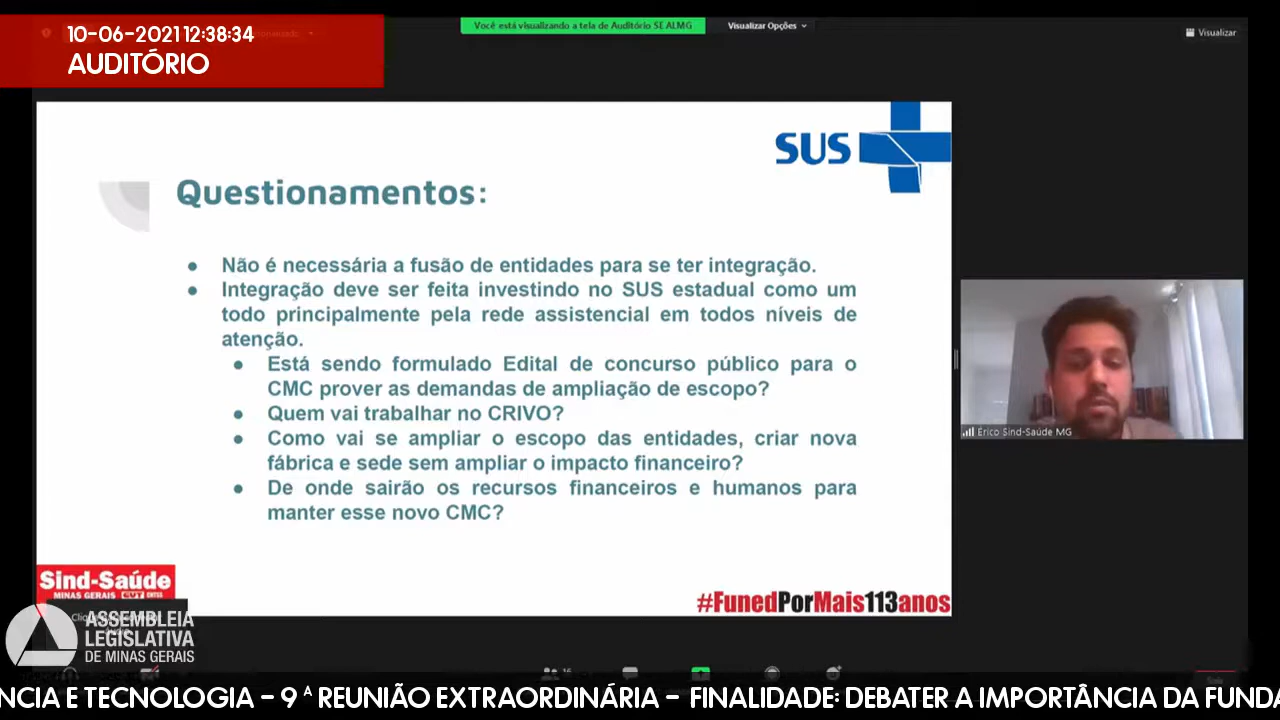 10-06-2021 12:38:34
AUDITÓRIO
Você está visualizando a tela de Auditório SE ALMG
Visualizar Opções
Visualizar
SUS
Questionamentos:
● Não é necessária a fusão de entidades para se ter integração.
● Integração deve ser feita investindo no SUS estadual como um
todo principalmente pela rede assistencial em todos níveis de
atenção.
● Está sendo formulado Edital de concurso público para o
CMC prover as demandas de ampliação de escopo?
● Quem vai trabalhar no CRIVO?
● Como vai se ampliar o escopo das entidades, criar nova
fábrica e sede sem ampliar o impacto financeiro?
● De onde sairão os recursos financeiros e humanos para
manter esse novo CMC?
Érico Sind-Saúde MG
Sind-Saúde
MINAS GERAIS CUT
#FunedPorMais113anos
ASSEMBLEIA
LEGISLATIVA
DE MINAS GERAIS
NCIA E TECNOLOGIA – 9 ª REUNIÃO EXTRAORDINÁRIA – FINALIDADE: DEBATER A IMPORTÂNCIA DA FUNDA